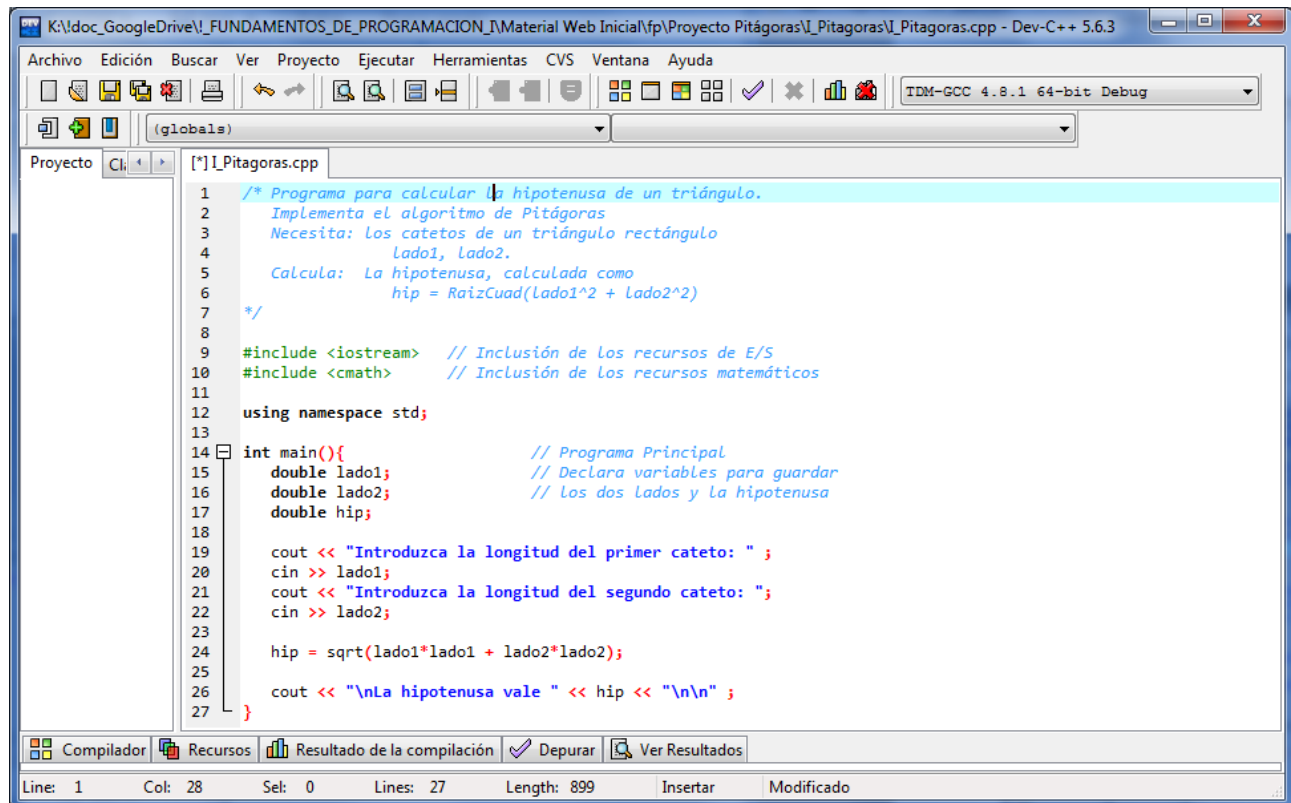 K:\!doc_GoogleDrive\!_FUNDAMENTOS_DE_PROGRAMACION_I\Material Web Inicial\fp\Proyecto Pitágoras\I_Pitagoras\I_Pitagoras.cpp - Dev-C++ 5.6.3
Archivo Edición Buscar Ver Proyecto Ejecutar Herramientas CVS Ventana Ayuda
TDM-GCC 4.8.1 64-bit Debug
(globals)
Proyecto Cl: [*] I_Pitagoras.cpp
1 /* Programa para calcular la hipotenusa de un triángulo.
2 Implementa el algoritmo de Pitágoras
3 Necesita: los catetos de un triángulo rectángulo
4 lado1, lado2.
5 Calcula: La hipotenusa, calculada como
6 hip = RaizCuad(lado1^2 + lado2^2)
7 */
8
9 #include <iostream> // Inclusión de los recursos de E/S
10 #include <cmath> // Inclusión de los recursos matemáticos
11
12 using namespace std;
13
14 int main(){ // Programa Principal
15 double lado1; // Declara variables para guardar
16 double lado2; // los dos lados y la hipotenusa
17 double hip;
18
19 cout << "Introduzca la longitud del primer cateto: " ;
20 cin >> lado1;
21 cout << "Introduzca la longitud del segundo cateto: ";
22 cin >> lado2;
23
24 hip = sqrt(lado1*lado1 + lado2*lado2);
25
26 cout << "\nLa hipotenusa vale " << hip << "\n\n" ;
27 }
Compilador Recursos Resultado de la compilación Depurar Ver Resultados
Line: 1 Col: 28 Sel: 0 Lines: 27 Length: 899 Insertar Modificado